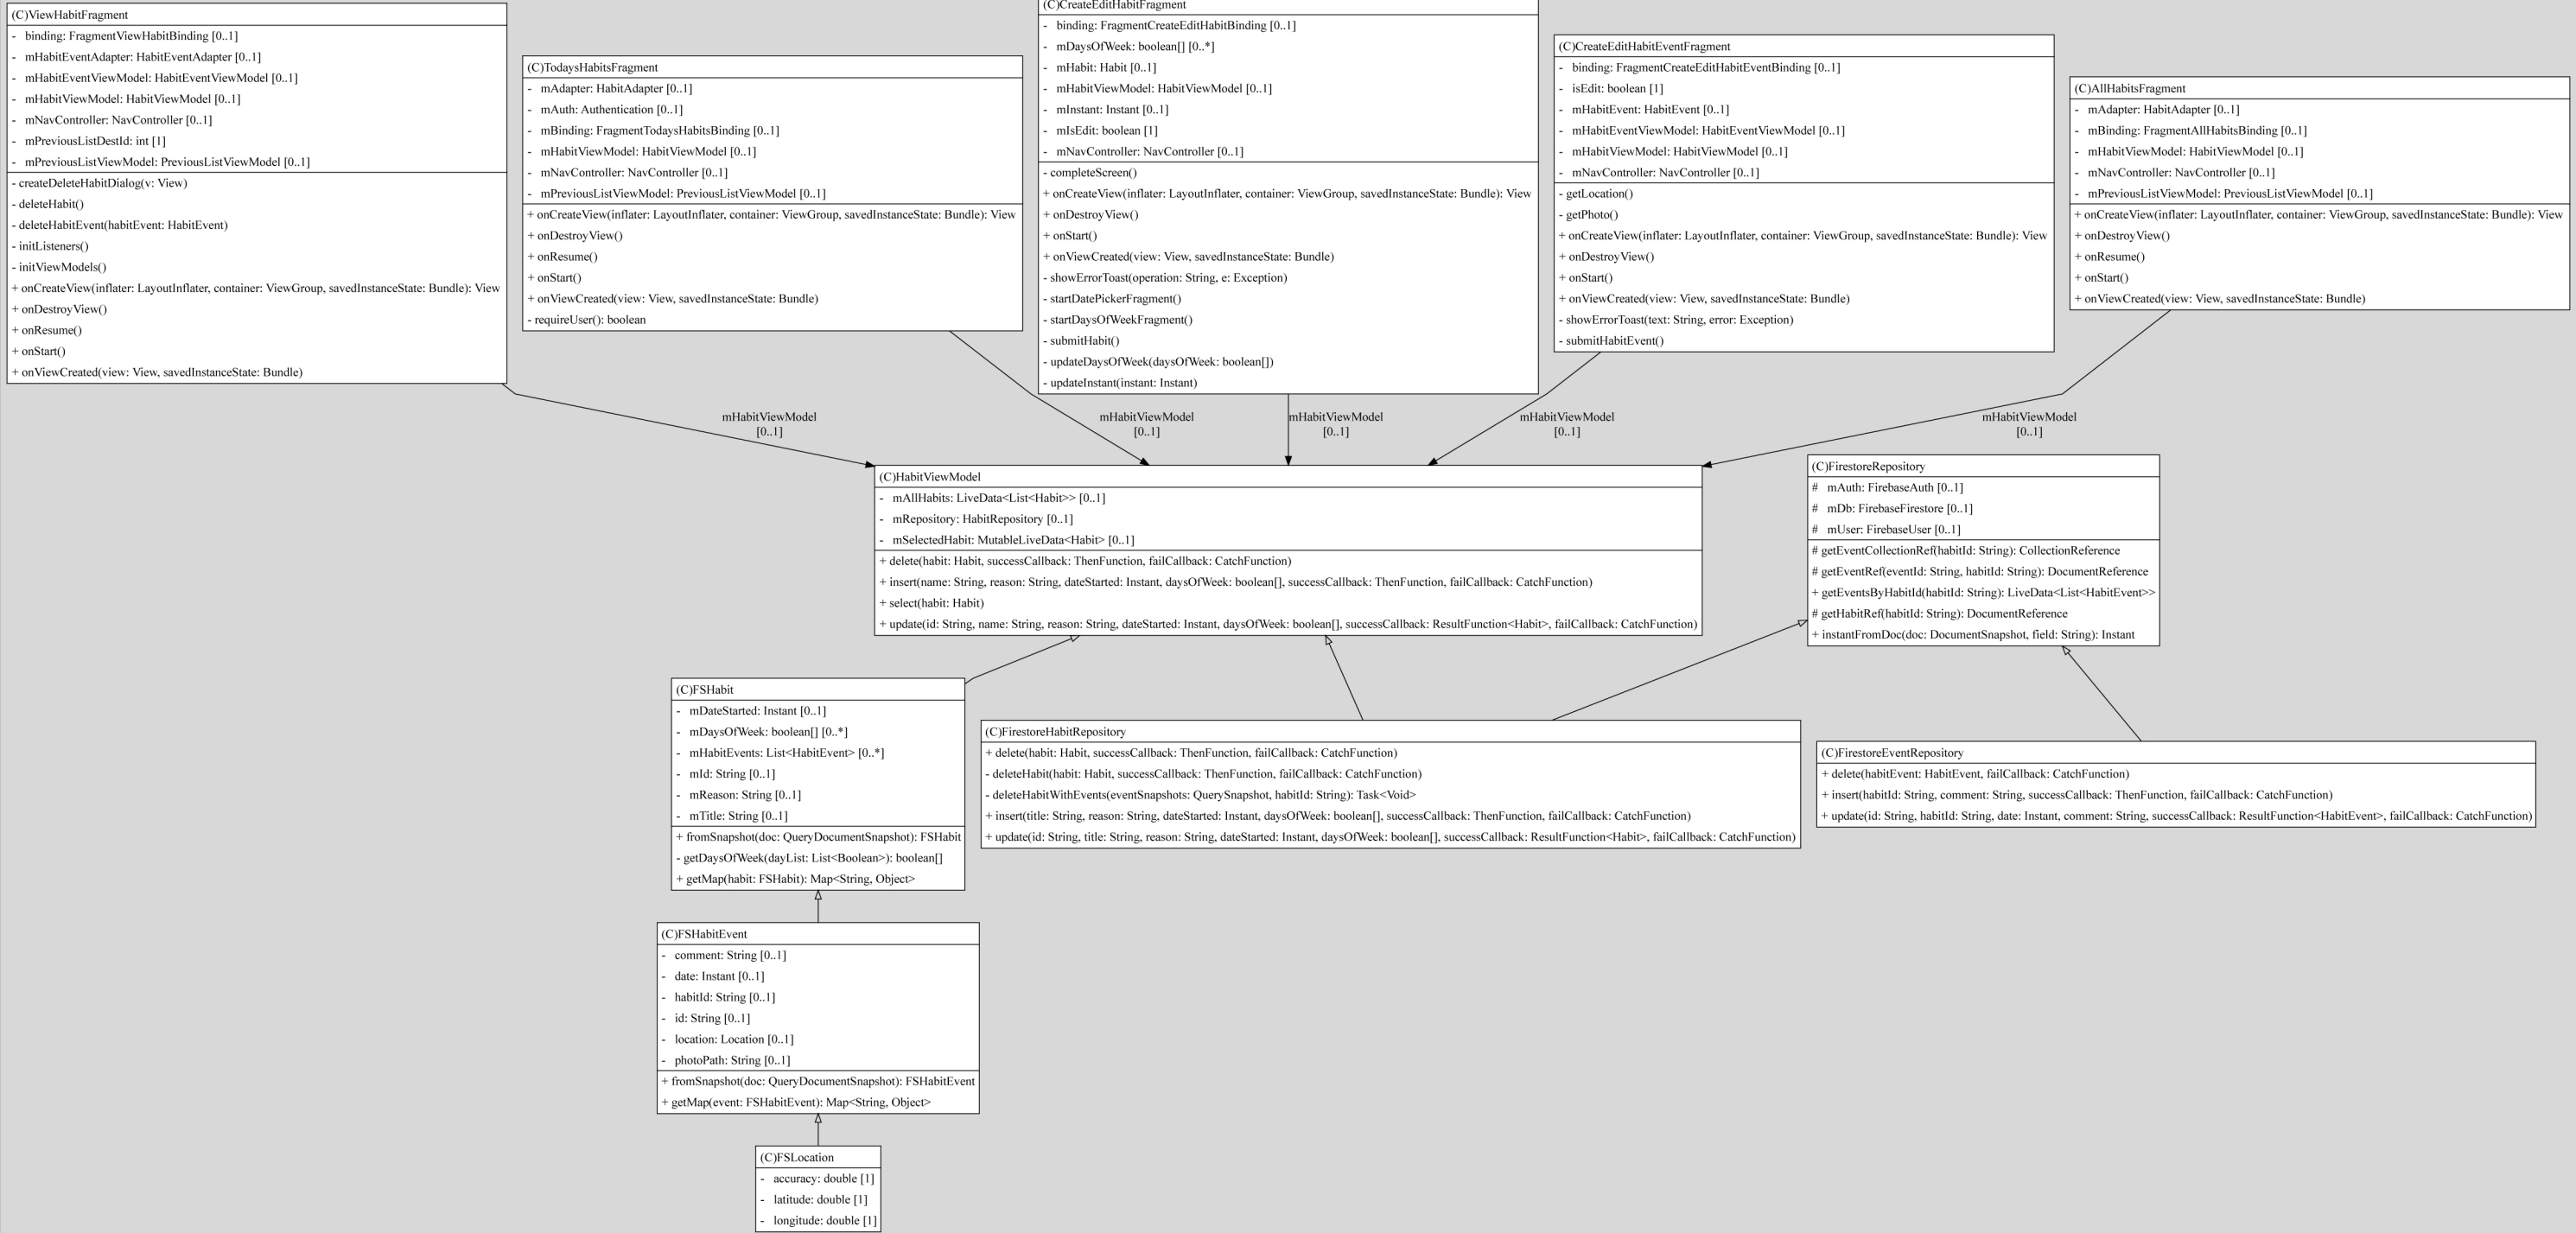 (C)ViewHabitFragment
- binding: FragmentViewHabitBinding [0..1]
- mHabitEventAdapter: HabitEventAdapter [0..1]
- mHabitEventViewModel: HabitEventViewModel [0..1]
- mHabitViewModel: HabitViewModel [0..1]
- mNavController: NavController [0..1]
- mPreviousListDestId: int [1]
- mPreviousListViewModel: PreviousListViewModel [0..1]
- createDeleteHabitDialog(v: View)
- deleteHabit()
- deleteHabitEvent(habitEvent: HabitEvent)
- initListeners()
- initViewModels()
+ onCreateView(inflater: LayoutInflater, container: ViewGroup, savedInstanceState: Bundle): View
+ onDestroyView()
+ onResume()
+ onStart()
+ onViewCreated(view: View, savedInstanceState: Bundle)
(C)TodaysHabitsFragment
- mAdapter: HabitAdapter [0..1]
- mAuth: Authentication [0..1]
- mBinding: FragmentTodaysHabitsBinding [0..1]
- mHabitViewModel: HabitViewModel [0..1]
- mNavController: NavController [0..1]
- mPreviousListViewModel: PreviousListViewModel [0..1]
+ onCreateView(inflater: LayoutInflater, container: ViewGroup, savedInstanceState: Bundle): View
+ onDestroyView()
+ onResume()
+ onStart()
+ onViewCreated(view: View, savedInstanceState: Bundle)
- requireUser(): boolean
(C)CreateEditHabitFragment
- binding: FragmentCreateEditHabitBinding [0..1]
- mDaysOfWeek: boolean[] [0..*]
- mHabit: Habit [0..1]
- mHabitViewModel: HabitViewModel [0..1]
- mInstant: Instant [0..1]
- mIsEdit: boolean [1]
- mNavController: NavController [0..1]
- completeScreen()
+ onCreateView(inflater: LayoutInflater, container: ViewGroup, savedInstanceState: Bundle): View
+ onDestroyView()
+ onStart()
+ onViewCreated(view: View, savedInstanceState: Bundle)
- showErrorToast(operation: String, e: Exception)
- startDatePickerFragment()
- startDaysOfWeekFragment()
- submitHabit()
- updateDaysOfWeek(daysOfWeek: boolean[])
- updateInstant(instant: Instant)
(C)CreateEditHabitEventFragment
- binding: FragmentCreateEditHabitEventBinding [0..1]
- isEdit: boolean [1]
- mHabitEvent: HabitEvent [0..1]
- mHabitEventViewModel: HabitEventViewModel [0..1]
- mHabitViewModel: HabitViewModel [0..1]
- mNavController: NavController [0..1]
- getLocation()
- getPhoto()
+ onCreateView(inflater: LayoutInflater, container: ViewGroup, savedInstanceState: Bundle): View
+ onDestroyView()
+ onStart()
+ onViewCreated(view: View, savedInstanceState: Bundle)
- showErrorToast(text: String, error: Exception)
- submitHabitEvent()
(C)AllHabitsFragment
- mAdapter: HabitAdapter [0..1]
- mBinding: FragmentAllHabitsBinding [0..1]
- mHabitViewModel: HabitViewModel [0..1]
- mNavController: NavController [0..1]
- mPreviousListViewModel: PreviousListViewModel [0..1]
+ onCreateView(inflater: LayoutInflater, container: ViewGroup, savedInstanceState: Bundle): View
+ onDestroyView()
+ onResume()
+ onStart()
+ onViewCreated(view: View, savedInstanceState: Bundle)
mHabitViewModel
[0..1]
mHabitViewModel
[0..1]
mHabitViewModel
[0..1]
mHabitViewModel
[0..1]
mHabitViewModel
[0..1]
(C)HabitViewModel
- mAllHabits: LiveData<List<Habit>> [0..1]
- mRepository: HabitRepository [0..1]
- mSelectedHabit: MutableLiveData<Habit> [0..1]
+ delete(habit: Habit, successCallback: ThenFunction, failCallback: CatchFunction)
+ insert(name: String, reason: String, dateStarted: Instant, daysOfWeek: boolean[], successCallback: ThenFunction, failCallback: CatchFunction)
+ select(habit: Habit)
+ update(id: String, name: String, reason: String, dateStarted: Instant, daysOfWeek: boolean[], successCallback: ResultFunction<Habit>, failCallback: CatchFunction)
(C)FirestoreRepository
# mAuth: FirebaseAuth [0..1]
# mDb: FirebaseFirestore [0..1]
# mUser: FirebaseUser [0..1]
# getEventCollectionRef(habitId: String): CollectionReference
# getEventRef(eventId: String, habitId: String): DocumentReference
+ getEventsByHabitId(habitId: String): LiveData<List<HabitEvent>>
# getHabitRef(habitId: String): DocumentReference
+ instantFromDoc(doc: DocumentSnapshot, field: String): Instant
(C)FSHabit
- mDateStarted: Instant [0..1]
- mDaysOfWeek: boolean[] [0..*]
- mHabitEvents: List<HabitEvent> [0..*]
- mId: String [0..1]
- mReason: String [0..1]
- mTitle: String [0..1]
+ fromSnapshot(doc: QueryDocumentSnapshot): FSHabit
- getDaysOfWeek(dayList: List<Boolean>): boolean[]
+ getMap(habit: FSHabit): Map<String, Object>
(C)FirestoreHabitRepository
+ delete(habit: Habit, successCallback: ThenFunction, failCallback: CatchFunction)
- deleteHabit(habit: Habit, successCallback: ThenFunction, failCallback: CatchFunction)
- deleteHabitWithEvents(eventSnapshots: QuerySnapshot, habitId: String): Task<Void>
+ insert(title: String, reason: String, dateStarted: Instant, daysOfWeek: boolean[], successCallback: ThenFunction, failCallback: CatchFunction)
+ update(id: String, title: String, reason: String, dateStarted: Instant, daysOfWeek: boolean[], successCallback: ResultFunction<Habit>, failCallback: CatchFunction)
(C)FirestoreEventRepository
+ delete(habitEvent: HabitEvent, failCallback: CatchFunction)
+ insert(habitId: String, comment: String, successCallback: ThenFunction, failCallback: CatchFunction)
+ update(id: String, habitId: String, date: Instant, comment: String, successCallback: ResultFunction<HabitEvent>, failCallback: CatchFunction)
(C)FSHabitEvent
- comment: String [0..1]
- date: Instant [0..1]
- habitId: String [0..1]
- id: String [0..1]
- location: Location [0..1]
- photoPath: String [0..1]
+ fromSnapshot(doc: QueryDocumentSnapshot): FSHabitEvent
+ getMap(event: FSHabitEvent): Map<String, Object>
(C)FSLocation
- accuracy: double [1]
- latitude: double [1]
- longitude: double [1]